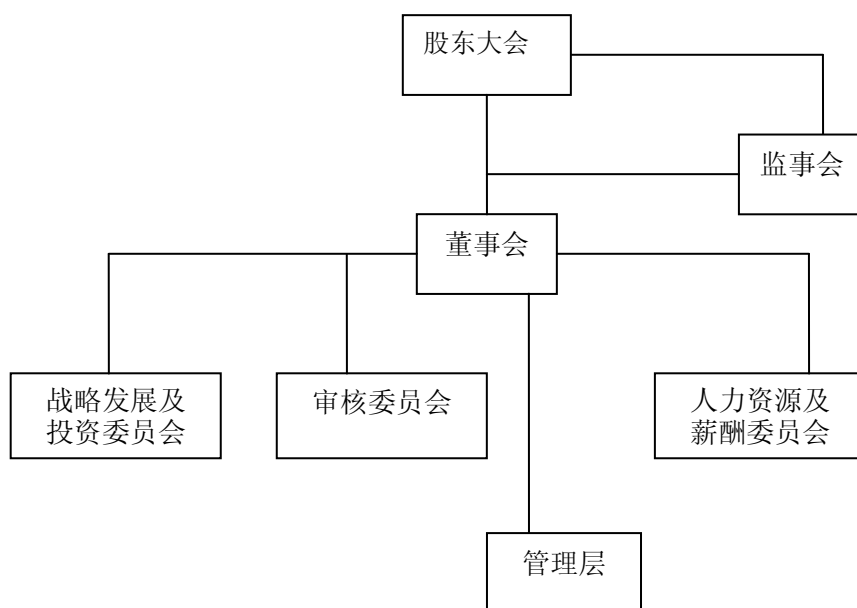 股东大会
监事会
董事会
战略发展及
投资委员会
审核委员会
人力资源及
薪酬委员会
管理层